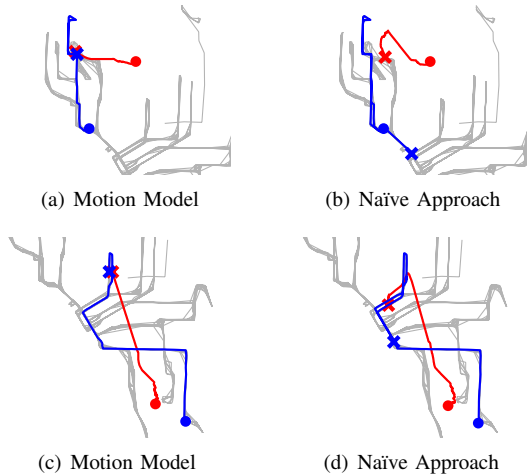 (a) Motion Model
(b) Naïve Approach
(c) Motion Model
(d) Naïve Approach